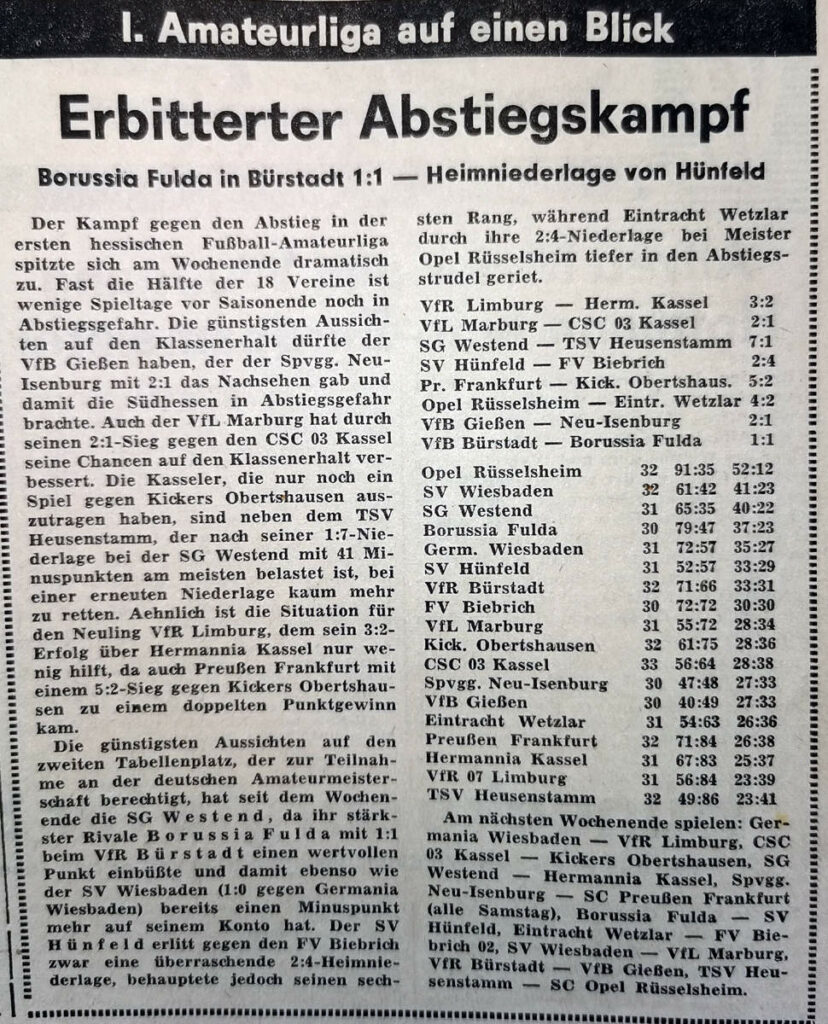 I. Amateurliga auf einen Blick
Erbitterter Abstiegskampf
Borussia Fulda in Bürstadt 1:1 — Heimniederlage von Hünfeld
Der Kampf gegen den Abstieg in der
ersten hessischen Fußball-Amateurliga
spitzte sich am Wochenende dramatisch
zu. Fast die Hälfte der 18 Vereine ist
wenige Spieltage vor Saisonende noch in
Abstiegsgefahr. Die günstigsten Aussich-
ten auf den Klassenerhalt dürfte der
VfB Gießen haben, der der Spvgg. Neu-
Isenburg mit 2:1 das Nachsehen gab und
damit die Südhessen in Abstiegsgefahr
brachte. Auch der VfL Marburg hat durch
seinen 2:1-Sieg gegen den CSC 03 Kassel
seine Chancen auf den Klassenerhalt ver-
bessert. Die Kasseler, die nur noch ein
Spiel gegen Kickers Obertshausen aus-
zutragen haben, sind neben dem TSV
Heusenstamm, der nach seiner 1:7-Nie-
derlage bei der SG Westend mit 41 Mi-
nuspunkten am meisten belastet ist, bei
einer erneuten Niederlage kaum mehr
zu retten. Aehnlich ist die Situation für
den Neuling VfR Limburg, dem sein 3:2-
Erfolg über Hermannia Kassel nur we-
nig hilft, da auch Preußen Frankfurt mit
einem 5:2-Sieg gegen Kickers Obertshau-
sen zu einem doppelten Punktgewinn
kam.
Die günstigsten Aussichten auf den
zweiten Tabellenplatz, der zur Teilnah-
me an der deutschen Amateurmeister-
schaft berechtigt, hat seit dem Wochen-
ende die SG Westend, da ihr stärk-
ster Rivale Borussia Fulda mit 1:1
beim VfR Bürstadt einen wertvollen
Punkt einbüßte und damit ebenso wie
der SV Wiesbaden (1:0 gegen Germania
Wiesbaden) bereits einen Minuspunkt
mehr auf seinem Konto hat. Der SV
Hünfeld erlitt gegen den FV Biebrich
zwar eine überraschende 2:4-Heimnie-
derlage, behauptete jedoch seinen sech-
sten Rang, während Eintracht Wetzlar
durch ihre 2:4-Niederlage bei Meister
Opel Rüsselsheim tiefer in den Abstiegs-
strudel geriet.
VfR Limburg — Herm. Kassel 3:2
VfL Marburg — CSC 03 Kassel 2:1
SG Westend — TSV Heusenstamm 7:1
SV Hünfeld — FV Biebrich 2:4
Pr. Frankfurt — Kick. Obertshaus. 5:2
Opel Rüsselsheim — Eintr. Wetzlar 4:2
VfB Gießen — Neu-Isenburg 2:1
VfB Bürstadt — Borussia Fulda 1:1
Opel Rüsselsheim 32 91:35 52:12
SV Wiesbaden 32 61:42 41:23
SG Westend 31 65:35 40:22
Borussia Fulda 30 79:47 37:23
Germ. Wiesbaden 31 72:57 35:27
SV Hünfeld 31 52:57 33:29
VfR Bürstadt 32 71:66 33:31
FV Biebrich 30 72:72 30:30
VfL Marburg 31 55:72 28:34
Kick. Obertshausen 32 61:75 28:36
CSC 03 Kassel 33 56:64 28:38
Spvgg. Neu-Isenburg 30 47:48 27:33
VfB Gießen 30 40:49 27:33
Eintracht Wetzlar 31 54:63 26:36
Preußen Frankfurt 32 71:84 26:38
Hermannia Kassel 31 67:83 25:37
VfR 07 Limburg 31 56:84 23:39
TSV Heusenstamm 32 49:86 23:41
Am nächsten Wochenende spielen: Ger-
mania Wiesbaden — VfR Limburg, CSC
03 Kassel — Kickers Obertshausen, SG
Westend — Hermannia Kassel, Spvgg.
Neu-Isenburg — SC Preußen Frankfurt
(alle Samstag), Borussia Fulda — SV
Hünfeld, Eintracht Wetzlar — FV Bie-
brich 02, SV Wiesbaden — VfL Marburg,
VfR Bürstadt — VfB Gießen, TSV Heu-
senstamm — SC Opel Rüsselsheim.